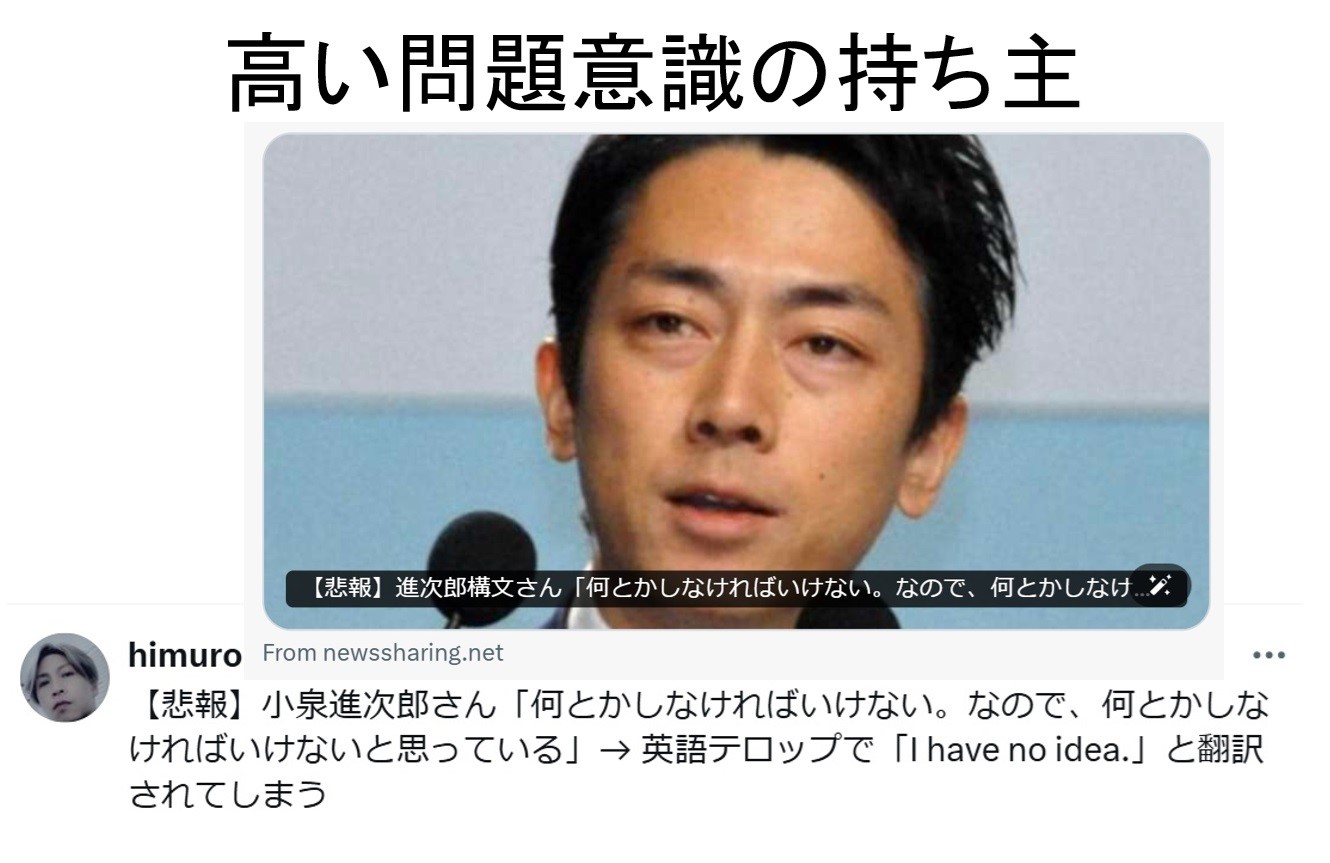 高い問題意識の持ち主
【悲報】進次郎構文さん「何とかしなければいけない。なので、何とかしなけ...
From newssharing.net
himuro
【悲報】小泉進次郎さん「何とかしなければいけない。なので、何とかしな
ければいけないと思っている」→ 英語テロップで「I have no idea.」と翻訳
されてしまう